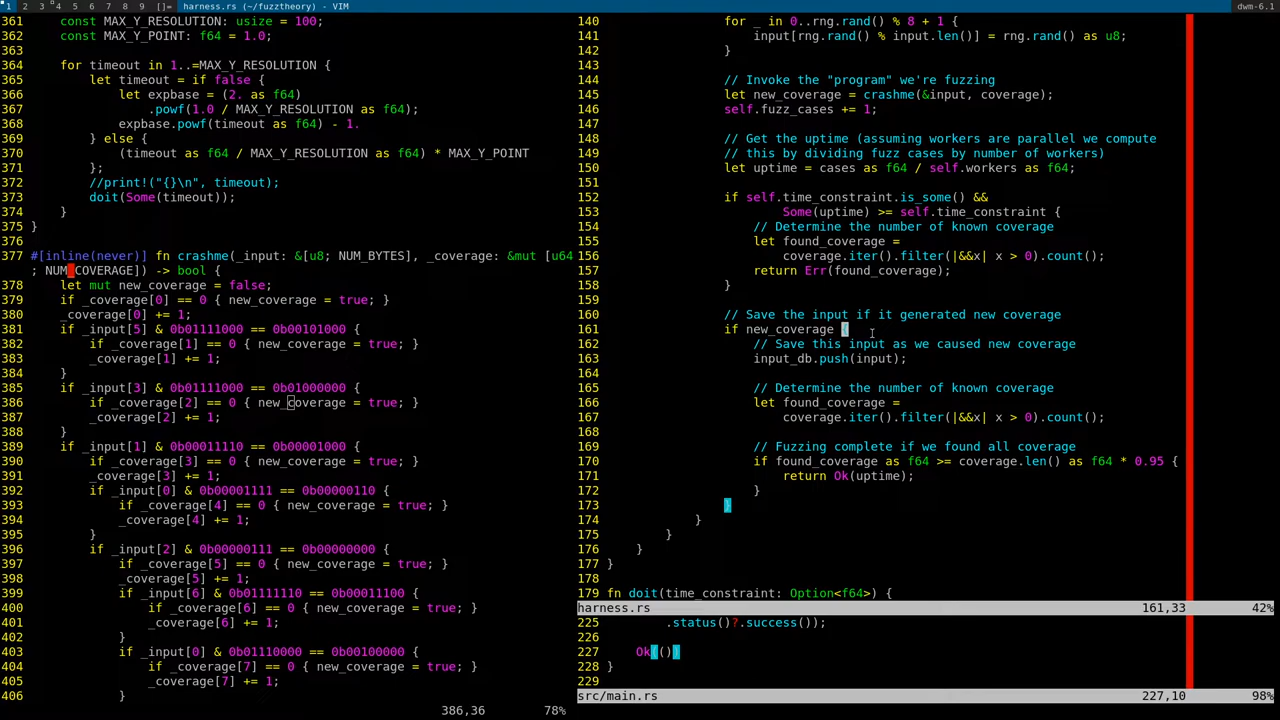 1 2 3 4 5 6 7 8 9 []= harness.rs (~/fuzztheory) - VIM dwm-6.1
361 const MAX_Y_RESOLUTION: usize = 100;
362 const MAX_Y_POINT: f64 = 1.0;
363
364 for timeout in 1..=MAX_Y_RESOLUTION {
365 let timeout = if false {
366 let expbase = (2. as f64)
367 .powf(1.0 / MAX_Y_RESOLUTION as f64);
368 expbase.powf(timeout as f64) - 1.
369 } else {
370 (timeout as f64 / MAX_Y_RESOLUTION as f64) * MAX_Y_POINT
371 };
372 //print!("{}\n", timeout);
373 doit(Some(timeout));
374 }
375 }
376
377 #[inline(never)] fn crashme(_input: &[u8; NUM_BYTES], _coverage: &mut [u64
; NUM_COVERAGE]) -> bool {
378 let mut new_coverage = false;
379 if _coverage[0] == 0 { new_coverage = true; }
380 _coverage[0] += 1;
381 if _input[5] & 0b01111000 == 0b00101000
382 if _coverage[1] == 0 { new_coverage = true; }
383 _coverage[1] += 1;
384 }
385 if _input[3] & 0b01111000 == 0b01000000
386 if _coverage[2] == 0 { new_coverage = true; }
387 _coverage[2] += 1;
388 }
389 if _input[1] & 0b00011110 == 0b00001000
390 if _coverage[3] == 0 { new_coverage = true; }
391 _coverage[3] += 1;
392 if _input[0] & 0b00001111 == 0b00000110
393 if _coverage[4] == 0 { new_coverage = true; }
394 _coverage[4] += 1;
395 }
396 if _input[2] & 0b00000111 == 0b00000000
397 if _coverage[5] == 0 { new_coverage = true; }
398 _coverage[5] += 1;
399 if _input[6] & 0b01111110 == 0b00011100
400 if _coverage[6] == 0 { new_coverage = true; }
401 _coverage[6] += 1;
402 }
403 if _input[0] & 0b01110000 == 0b00100000
404 if _coverage[7] == 0 { new_coverage = true; }
405 _coverage[7] += 1;
406 }
386,36 78%
140 for _ in 0..rng.rand() % 8 + 1 {
141 input[rng.rand() % input.len()] = rng.rand() as u8;
142 }
143
144 // Invoke the "program" we're fuzzing
145 let new_coverage = crashme(&input, coverage);
146 self.fuzz_cases += 1;
147
148 // Get the uptime (assuming workers are parallel we compute
149 // this by dividing fuzz cases by number of workers)
150 let uptime = cases as f64 / self.workers as f64;
151
152 if self.time_constraint.is_some() &&
153 Some(uptime) >= self.time_constraint {
154 // Determine the number of known coverage
155 let found_coverage =
156 coverage.iter().filter(|&&x| x > 0).count();
157 return Err(found_coverage);
158 }
159
160 // Save the input if it generated new coverage
161 if new_coverage {
162 // Save this input as we caused new coverage
163 input_db.push(input);
164
165 // Determine the number of known coverage
166 let found_coverage =
167 coverage.iter().filter(|&&x| x > 0).count();
168
169 // Fuzzing complete if we found all coverage
170 if found_coverage as f64 >= coverage.len() as f64 * 0.95 {
171 return Ok(uptime);
172 }
173 }
174 }
175 }
176 }
177 }
178
179 fn doit(time_constraint: Option<f64>) {
harness.rs 161,33 42%
225 .status()?.success());
226
227 Ok(())
228 }
229
src/main.rs 227,10 98%